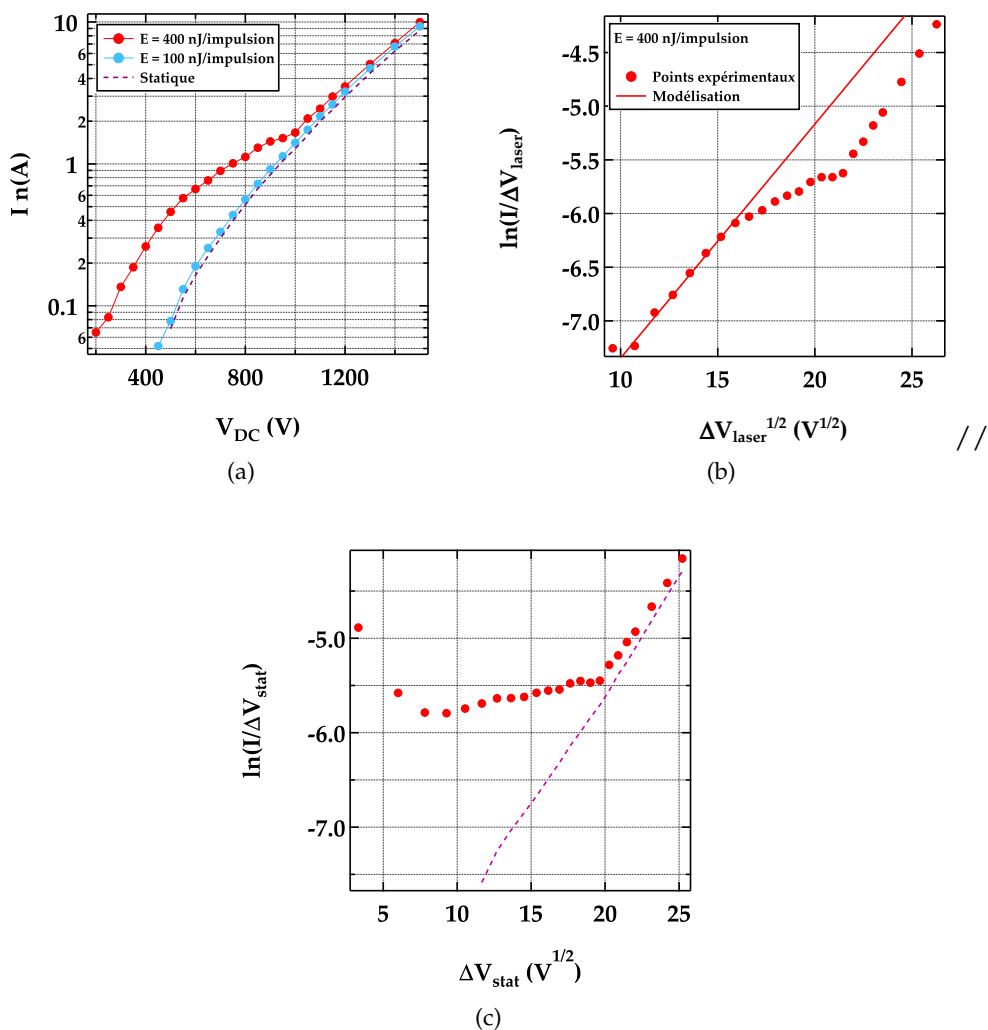 I n(A)
10
6
4
2
1
6
4
2
0.1
6
E = 400 nJ/impulsion
E = 100 nJ/impulsion
Statique
400
800
1200
V_DC (V)
(a)
ln(I/ΔV_laser)
-4.5
-5.0
-5.5
-6.0
-6.5
-7.0
E = 400 nJ/impulsion
Points expérimentaux
Modélisation
10
15
20
25
ΔV_laser^1/2 (V^1/2)
(b)
//
ln(I/ΔV_stat)
-5.0
-6.0
-7.0
5
10
15
20
25
ΔV_stat (V^1/2)
(c)